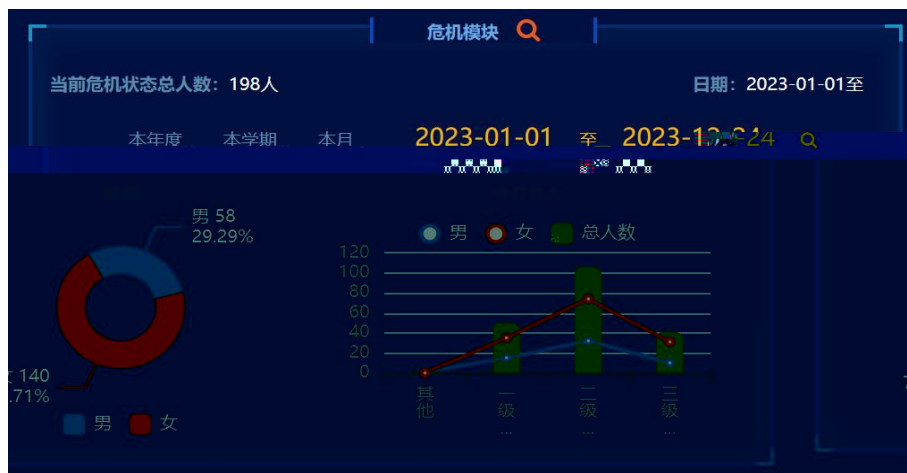 危机模块
当前危机状态总人数：198人
日期：2023-01-01至
本年度 本学期 本月 2023-01-01 至
男 58
29.29%
男 女 总人数
120
100
80
60
40
20
0
140
.71%
其他 一级... 二级... 三级...
男 女